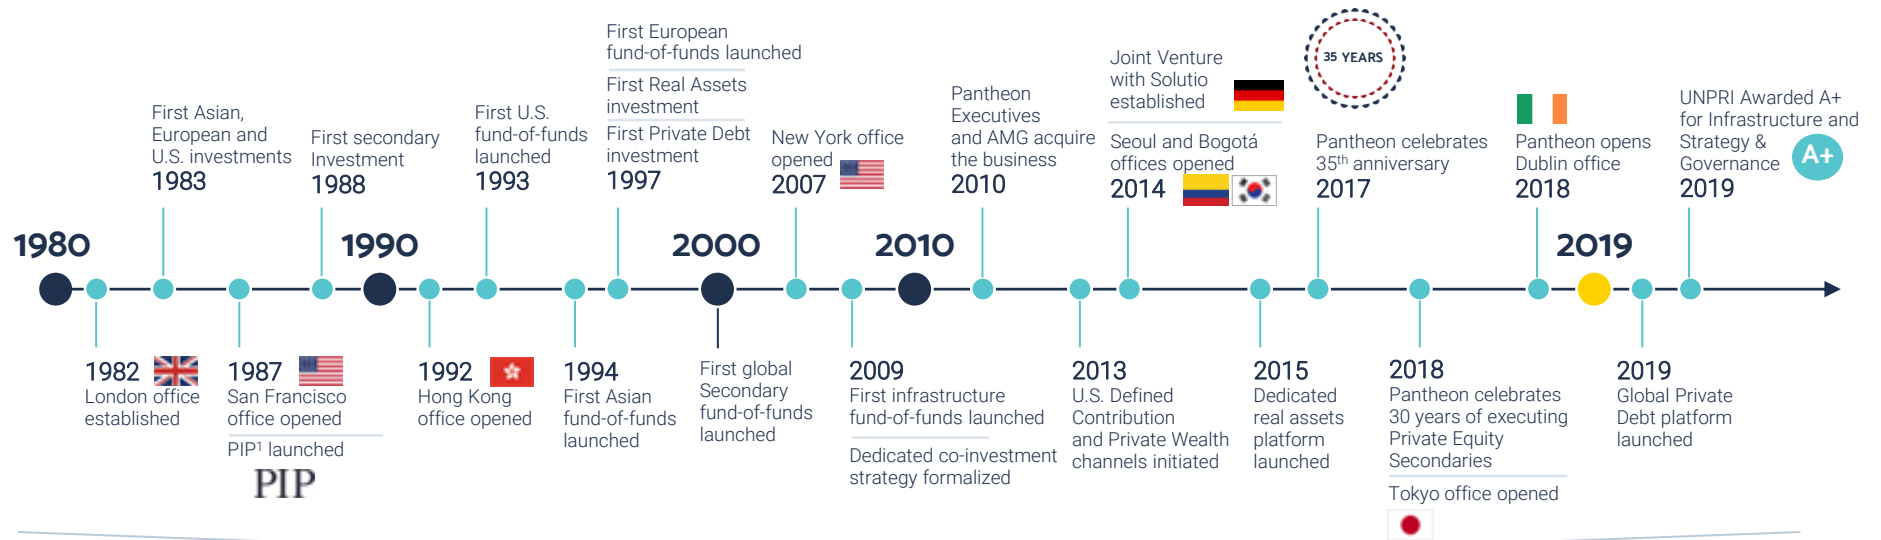 First Asian,
European and
U.S. investments
1983
First secondary
Investment
1988
First U.S.
fund-of-funds
launched
1993
First European
fund-of-funds launched
First Real Assets
investment
First Private Debt
investment
1997
New York office
opened
2007
Pantheon
Executives
and AMG acquire
the business
2010
Joint Venture
with Solutio
established
Seoul and Bogotá
offices opened
2014
35 YEARS
Pantheon celebrates
35th anniversary
2017
Pantheon opens
Dublin office
2018
UNPRI Awarded A+
for Infrastructure and
Strategy &
Governance
A+
2019
1980
1990
2000
2010
2019
1982
London office
established
1987
San Francisco
office opened
PIP¹ launched
PIP
1992
Hong Kong
office opened
1994
First Asian
fund-of-funds
launched
First global
Secondary
fund-of-funds
launched
2009
First infrastructure
fund-of-funds launched
Dedicated co-investment
strategy formalized
2013
U.S. Defined
Contribution
and Private Wealth
channels initiated
2015
Dedicated
real assets
platform
launched
2018
Pantheon celebrates
30 years of executing
Private Equity
Secondaries
Tokyo office opened
2019
Global Private
Debt platform
launched